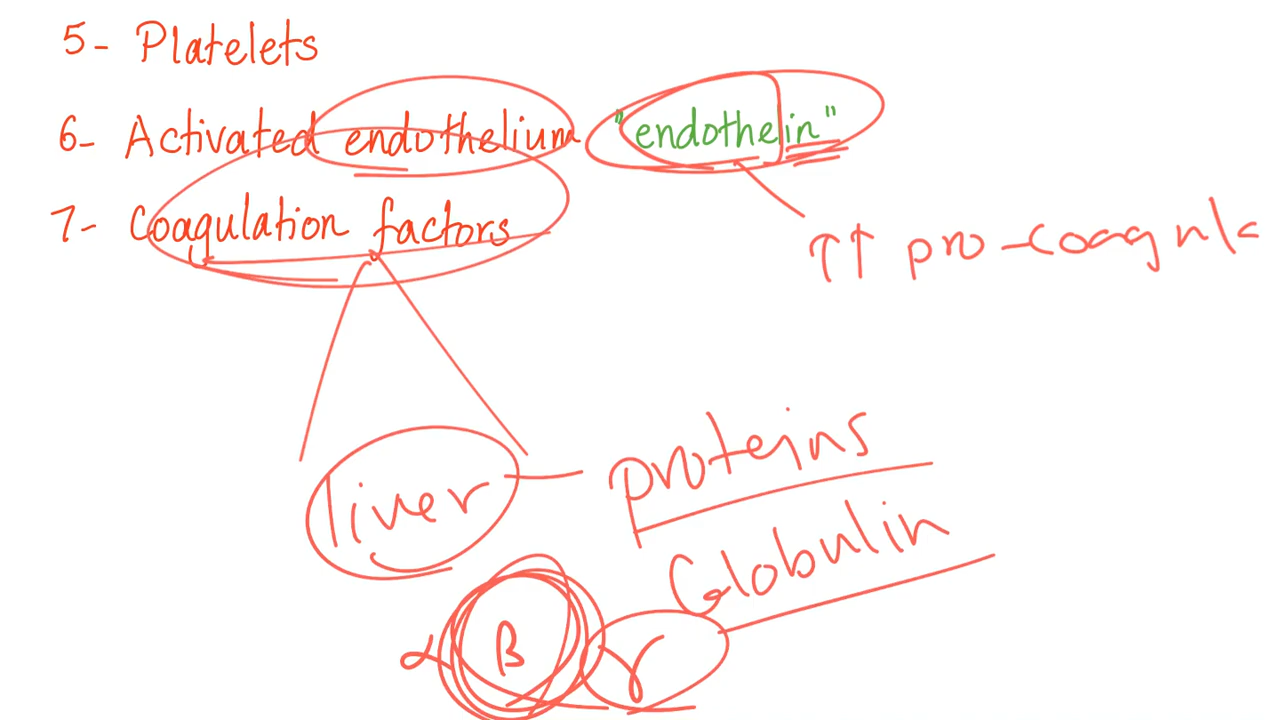 5- Platelets
6- Activated endothelium "endothelin"
7- Coagulation factors
↑↑ pro-coagula
liver - proteins
Globulin
α β γ